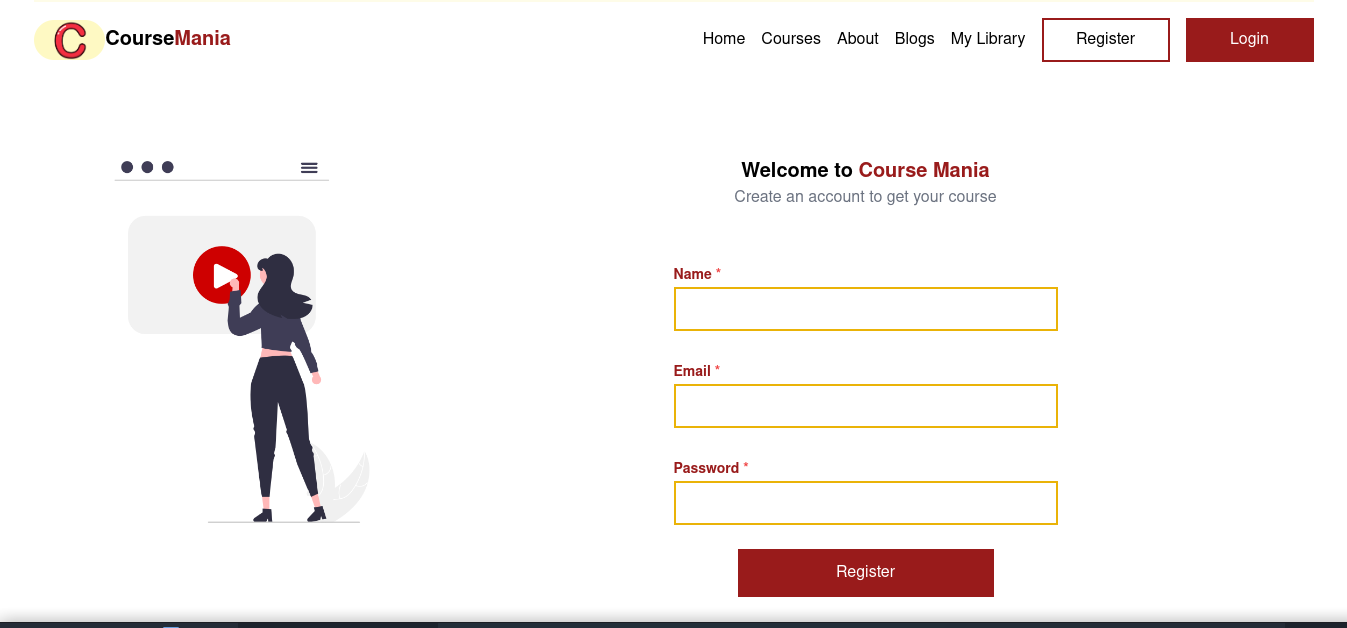 C CourseMania Home Courses About Blogs My Library Register Login
Welcome to Course Mania
Create an account to get your course
Name *
Email *
Password *
Register